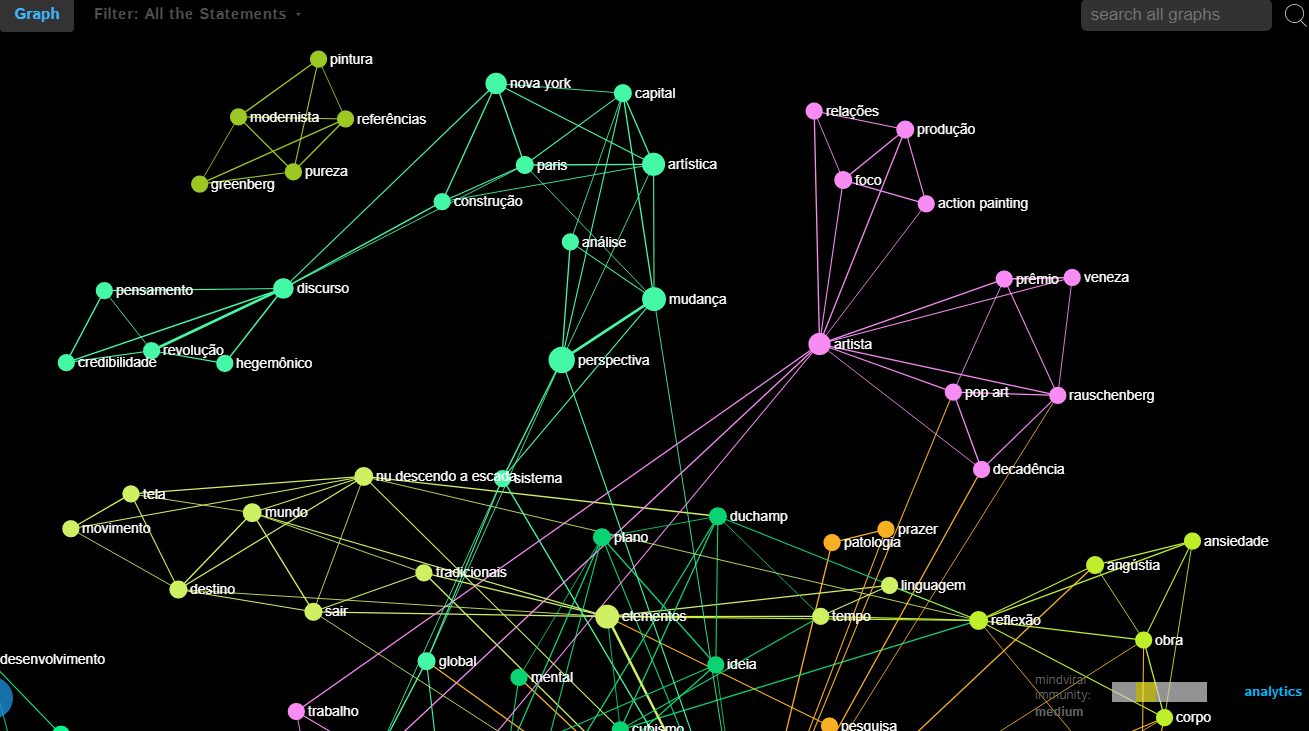 Graph
Filter: All the Statements
search all graphs
pintura
nova york
capital
relações
modernista
referências
produção
paris
artística
pureza
foco
greenberg
construção
action painting
análise
prêmio
veneza
pensamento
discurso
mudança
artista
revolução
credibilidade
hegemônico
perspectiva
pop art
rauschenberg
decadência
nu descendo a escada
sistema
tela
mundo
duchamp
movimento
plano
prazer
patologia
ansiedade
angústia
tradicionais
destino
linguagem
sair
elementos
tempo
reflexão
obra
desenvolvimento
global
ideia
mental
mindviral
immunity:
medium
analytics
trabalho
corpo
pesquisa
cubismo